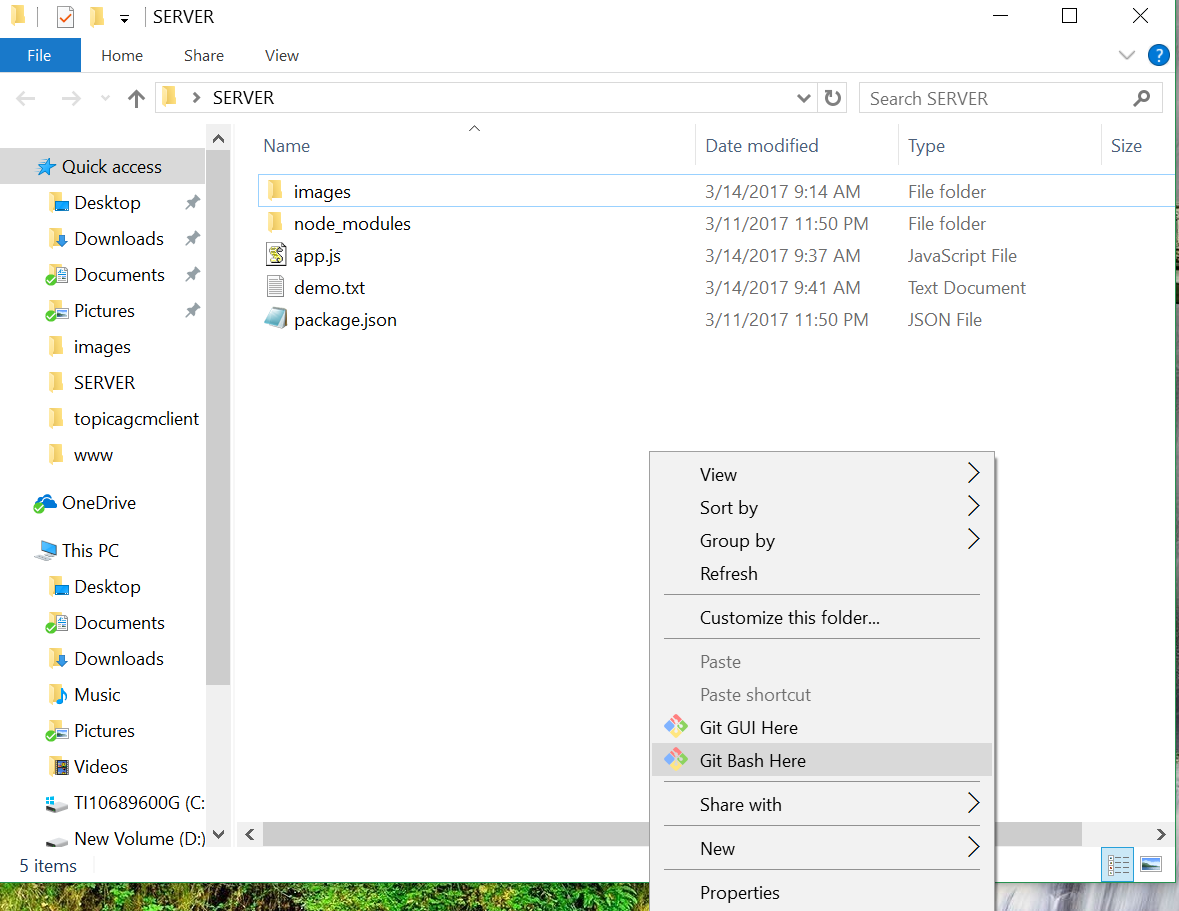 SERVER
File Home Share View
?
SERVER
Search SERVER
Name Date modified Type Size
images 3/14/2017 9:14 AM File folder
node_modules 3/11/2017 11:50 PM File folder
app.js 3/14/2017 9:37 AM JavaScript File
demo.txt 3/14/2017 9:41 AM Text Document
package.json 3/11/2017 11:50 PM JSON File
Quick access
Desktop
Downloads
Documents
Pictures
images
SERVER
topicagcmclient
www
OneDrive
This PC
Desktop
Documents
Downloads
Music
Pictures
Videos
TI10689600G (C:
New Volume (D:)
5 items
View
Sort by
Group by
Refresh
Customize this folder...
Paste
Paste shortcut
Git GUI Here
Git Bash Here
Share with
New
Properties